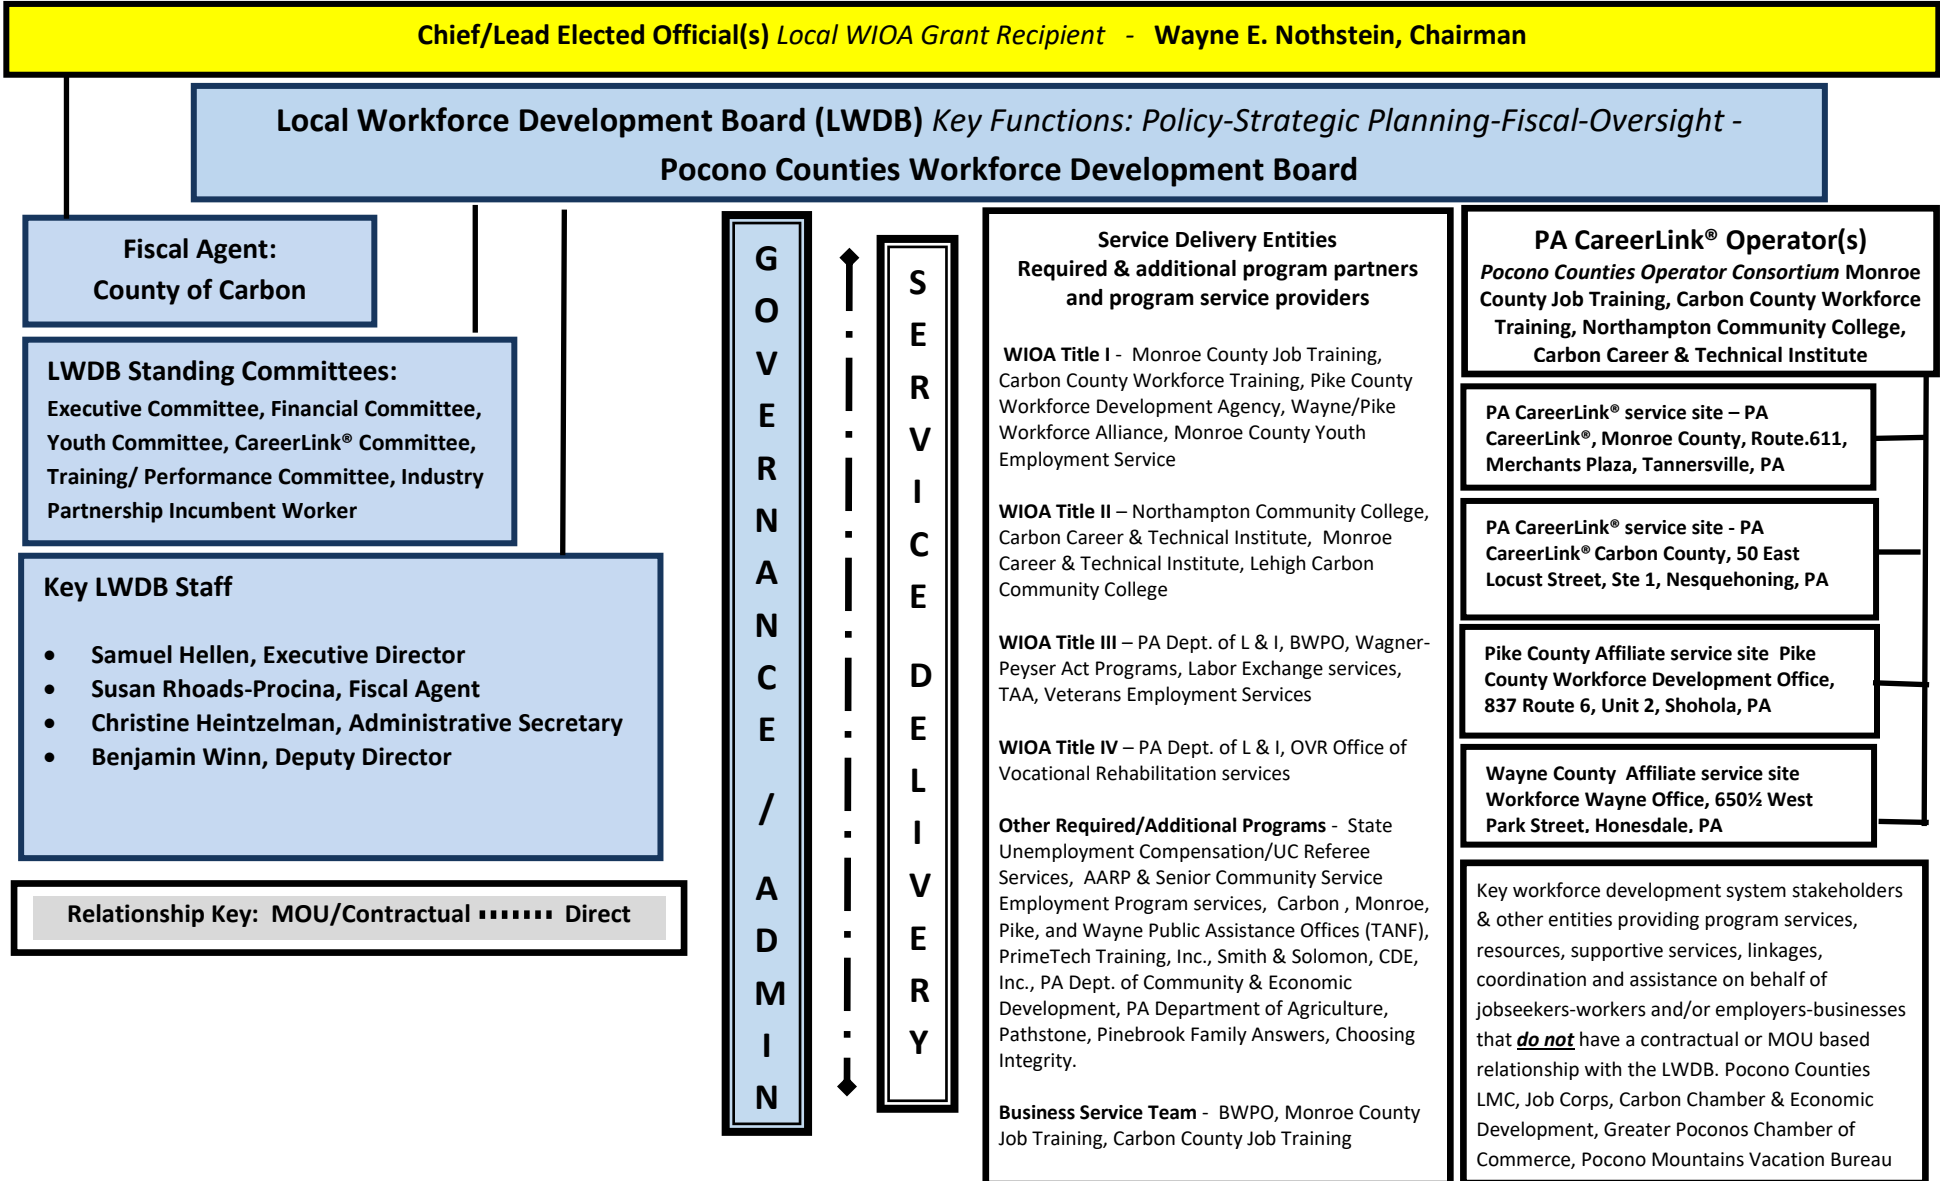 Chief/Lead Elected Official(s) Local WIOA Grant Recipient - Wayne E. Nothstein, Chairman
Local Workforce Development Board (LWDB) Key Functions: Policy-Strategic Planning-Fiscal-Oversight -
Pocono Counties Workforce Development Board
Fiscal Agent:
County of Carbon
LWDB Standing Committees:
Executive Committee, Financial Committee,
Youth Committee, CareerLink® Committee,
Training/ Performance Committee, Industry
Partnership Incumbent Worker
Key LWDB Staff
• Samuel Hellen, Executive Director
• Susan Rhoads-Procina, Fiscal Agent
• Christine Heintzelman, Administrative Secretary
• Benjamin Winn, Deputy Director
Relationship Key: MOU/Contractual Direct
GOVERNANCE / ADMIN
SERVICE DELIVERY
Service Delivery Entities
Required & additional program partners
and program service providers
WIOA Title I - Monroe County Job Training,
Carbon County Workforce Training, Pike County
Workforce Development Agency, Wayne/Pike
Workforce Alliance, Monroe County Youth
Employment Service
WIOA Title II – Northampton Community College,
Carbon Career & Technical Institute, Monroe
Career & Technical Institute, Lehigh Carbon
Community College
WIOA Title III – PA Dept. of L & I, BWPO, Wagner-
Peyser Act Programs, Labor Exchange services,
TAA, Veterans Employment Services
WIOA Title IV – PA Dept. of L & I, OVR Office of
Vocational Rehabilitation services
Other Required/Additional Programs - State
Unemployment Compensation/UC Referee
Services, AARP & Senior Community Service
Employment Program services, Carbon , Monroe,
Pike, and Wayne Public Assistance Offices (TANF),
PrimeTech Training, Inc., Smith & Solomon, CDE,
Inc., PA Dept. of Community & Economic
Development, PA Department of Agriculture,
Pathstone, Pinebrook Family Answers, Choosing
Integrity.
Business Service Team - BWPO, Monroe County
Job Training, Carbon County Job Training
PA CareerLink® Operator(s)
Pocono Counties Operator Consortium Monroe
County Job Training, Carbon County Workforce
Training, Northampton Community College,
Carbon Career & Technical Institute
PA CareerLink® service site – PA
CareerLink®, Monroe County, Route.611,
Merchants Plaza, Tannersville, PA
PA CareerLink® service site - PA
CareerLink® Carbon County, 50 East
Locust Street, Ste 1, Nesquehoning, PA
Pike County Affiliate service site Pike
County Workforce Development Office,
837 Route 6, Unit 2, Shohola, PA
Wayne County Affiliate service site
Workforce Wayne Office, 650½ West
Park Street, Honesdale, PA
Key workforce development system stakeholders
& other entities providing program services,
resources, supportive services, linkages,
coordination and assistance on behalf of
jobseekers-workers and/or employers-businesses
that do not have a contractual or MOU based
relationship with the LWDB. Pocono Counties
LMC, Job Corps, Carbon Chamber & Economic
Development, Greater Poconos Chamber of
Commerce, Pocono Mountains Vacation Bureau